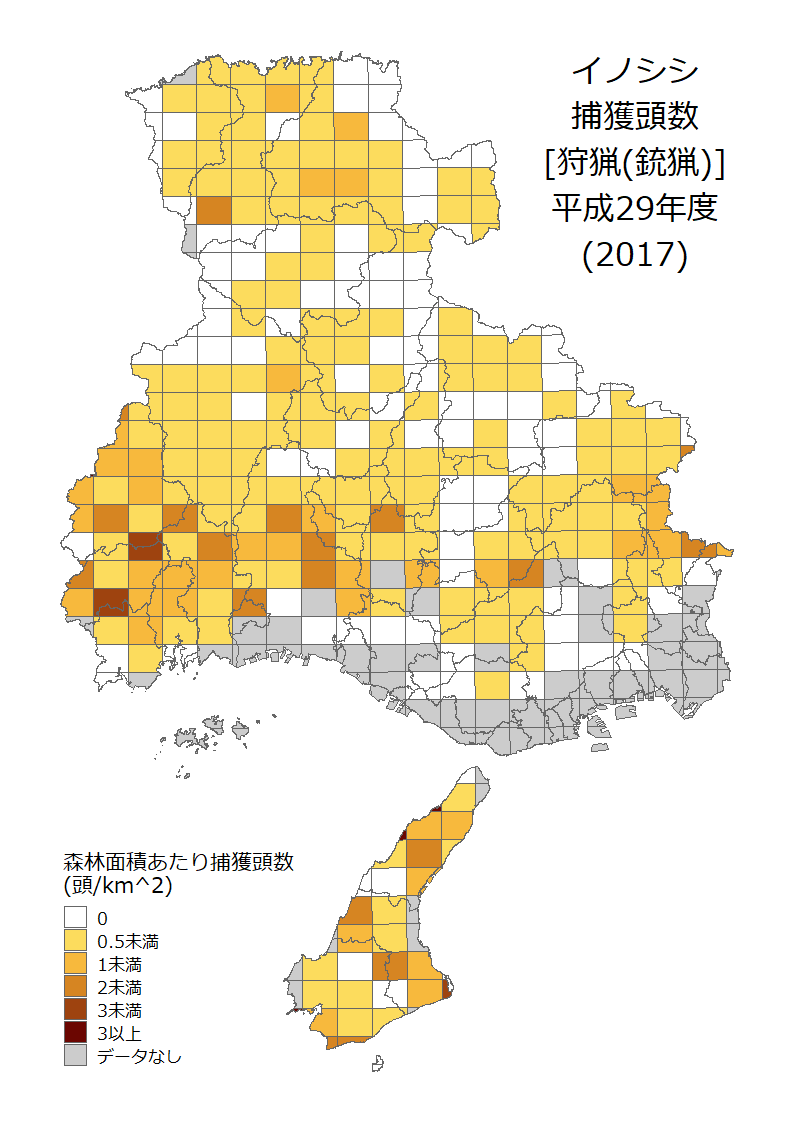 イノシシ
捕獲頭数
[狩猟(銃猟)]
平成29年度
(2017)
森林面積あたり捕獲頭数
(頭/km^2)
0
0.5未満
1未満
2未満
3未満
3以上
データなし